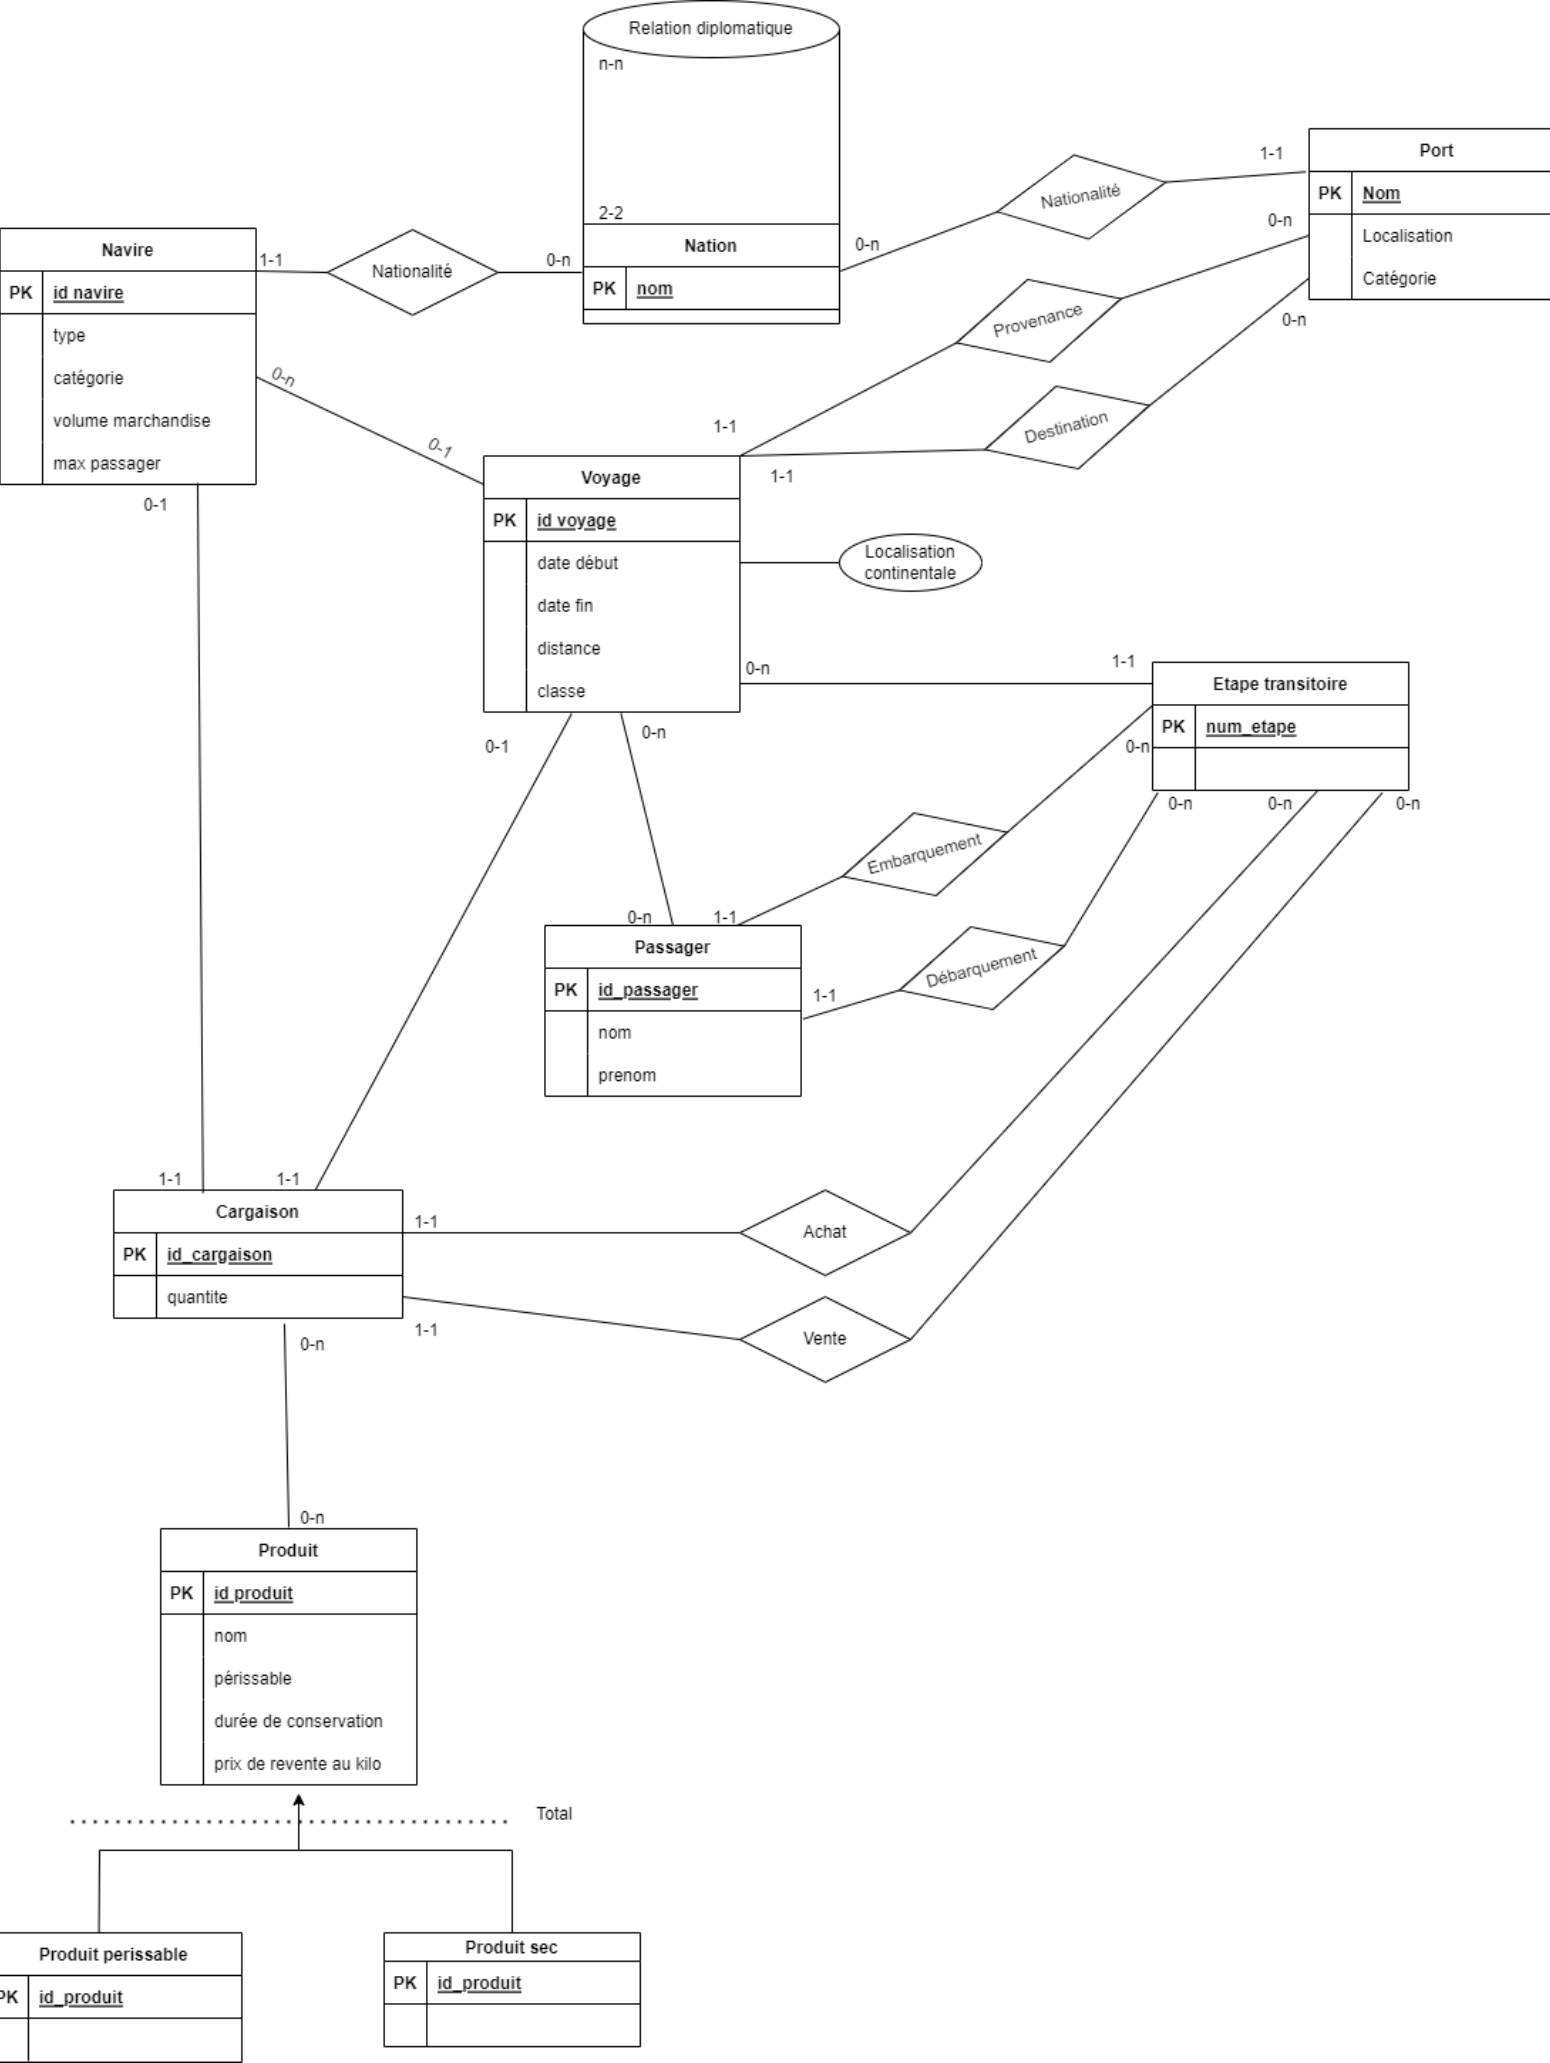 Relation diplomatique
n-n
2-2
Nation
PK nom
Nationalité
1-1
0-n
Navire
PK id navire
type
catégorie
volume marchandise
max passager
0-n
Nationalité
1-1
Port
PK Nom
Localisation
Catégorie
0-n
Provenance
1-1
0-n
Destination
1-1
0-n
0-1
Voyage
PK id voyage
date début
date fin
distance
classe
Localisation
continentale
0-n
1-1
Etape transitoire
PK num_etape
0-n
0-n
0-n
0-n
0-1
0-1
0-n
Embarquement
Débarquement
0-n
1-1
1-1
Passager
PK id_passager
nom
prenom
1-1
1-1
Cargaison
PK id_cargaison
quantite
1-1
Achat
1-1
Vente
0-n
0-n
Produit
PK id produit
nom
périssable
durée de conservation
prix de revente au kilo
Total
Produit perissable
PK id_produit
Produit sec
PK id_produit